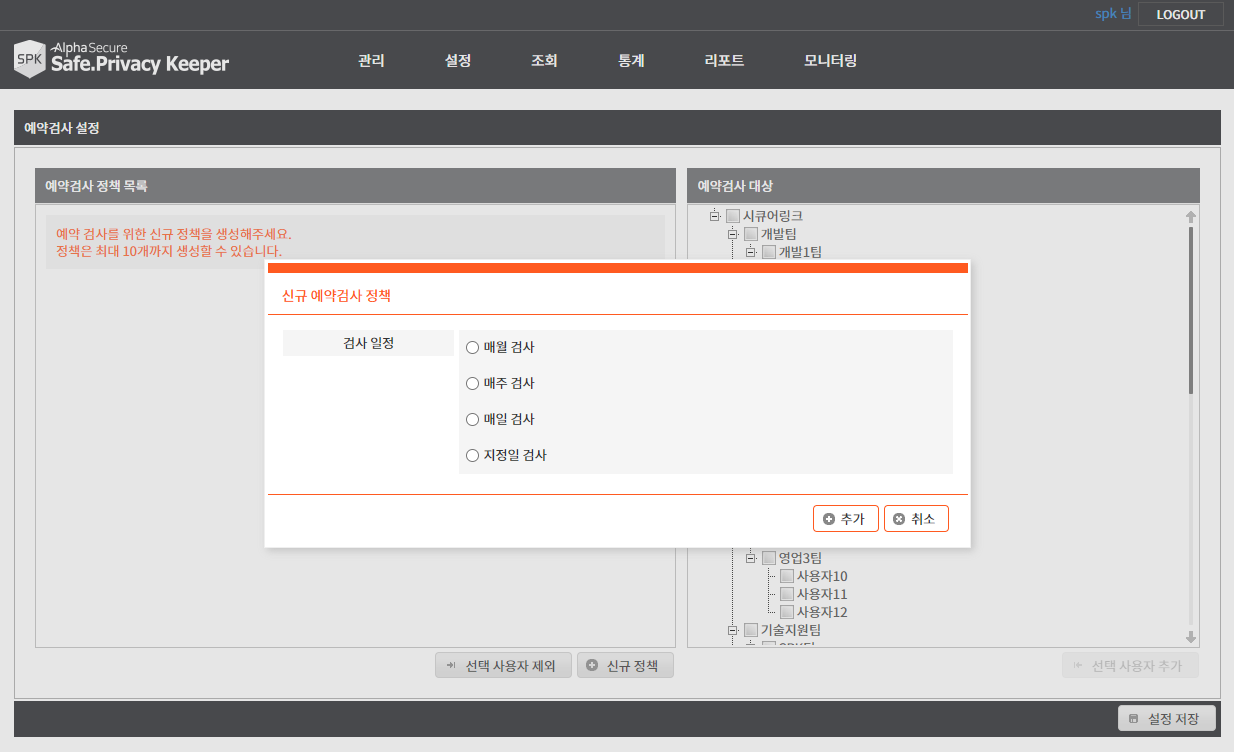 spk 님 LOGOUT
SPK AlphaSecure
Safe.Privacy Keeper
관리 설정 조회 통계 리포트 모니터링
예약검사 설정
예약검사 정책 목록
예약 검사를 위한 신규 정책을 생성해주세요.
정책은 최대 10개까지 생성할 수 있습니다.
예약검사 대상
시큐어링크
개발팀
개발1팀
신규 예약검사 정책
검사 일정
매월 검사
매주 검사
매일 검사
지정일 검사
추가 취소
영업3팀
사용자10
사용자11
사용자12
기술지원팀
선택 사용자 제외 신규 정책
선택 사용자 추가
설정 저장